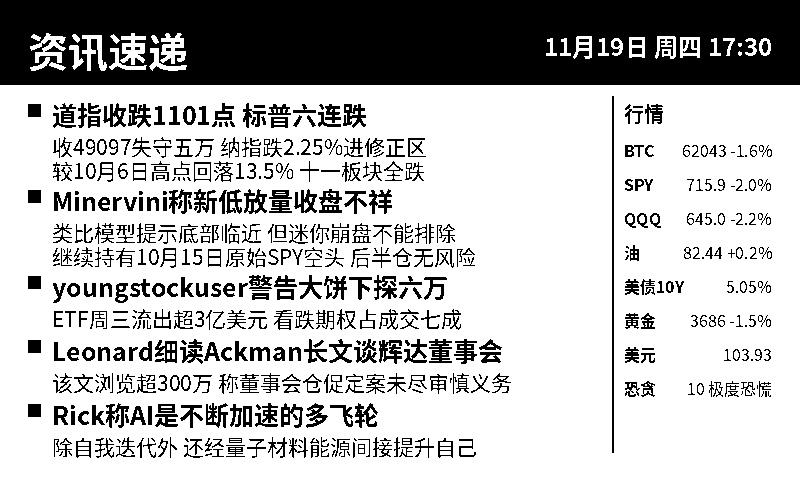 资讯速递
11月19日 周四 17:30
道指收跌1101点 标普六连跌
收49097失守五万 纳指跌2.25%进修正区
较10月6日高点回落13.5% 十一板块全跌
Minervini称新低放量收盘不祥
类比模型提示底部临近 但迷你崩盘不能排除
继续持有10月15日原始SPY空头 后半仓无风险
youngstockuser警告大饼下探六万
ETF周三流出超3亿美元 看跌期权占成交七成
Leonard细读Ackman长文谈辉达董事会
该文浏览超300万 称董事会仓促定案未尽审慎义务
Rick称AI是不断加速的多飞轮
除自我迭代外 还经量子材料能源间接提升自己
行情
BTC 62043 -1.6%
SPY 715.9 -2.0%
QQQ 645.0 -2.2%
油 82.44 +0.2%
美债10Y 5.05%
黄金 3686 -1.5%
美元 103.93
恐贪 10 极度恐慌